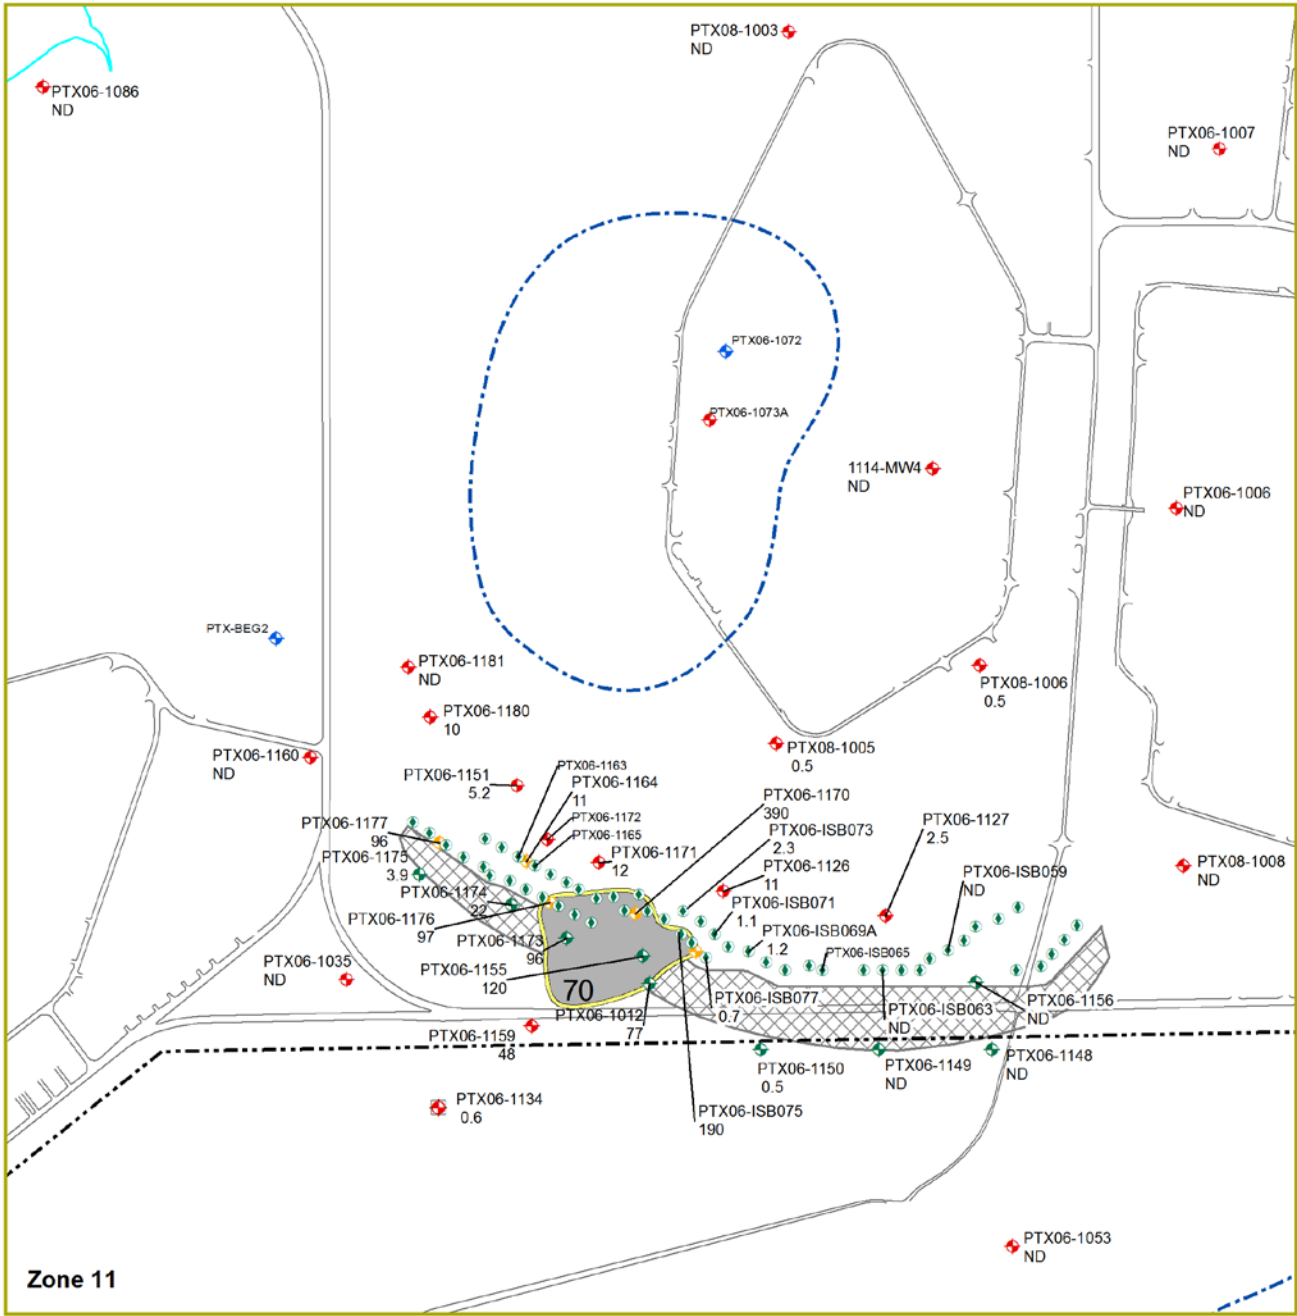 PTX08-1003
ND
PTX06-1086
ND
PTX06-1007
ND
PTX06-1072
PTX06-1073A
1114-MW4
ND
PTX06-1006
ND
PTX-BEG2
PTX06-1181
ND
PTX08-1006
0.5
PTX06-1180
10
PTX06-1160
ND
PTX08-1005
0.5
PTX06-1151
5.2
PTX06-1163
PTX06-1164
11
PTX06-1172
PTX06-1165
PTX06-1170
390
PTX06-1177
96
PTX06-ISB073
2.3
PTX06-1127
2.5
PTX06-1175
3.9
PTX06-1171
12
PTX06-1126
11
PTX08-1008
ND
PTX06-ISB059
ND
PTX06-1174
22
PTX06-ISB071
1.1
PTX06-1176
97
PTX06-ISB069A
1.2
PTX06-1173
96
PTX06-ISB065
PTX06-1035
ND
PTX06-1155
120
70
PTX06-ISB077
0.7
PTX06-ISB063
ND
PTX06-1156
ND
PTX06-1012
77
PTX06-1159
48
PTX06-1150
0.5
PTX06-1149
ND
PTX06-1148
ND
PTX06-1134
0.6
PTX06-ISB075
190
PTX06-1053
ND
Zone 11